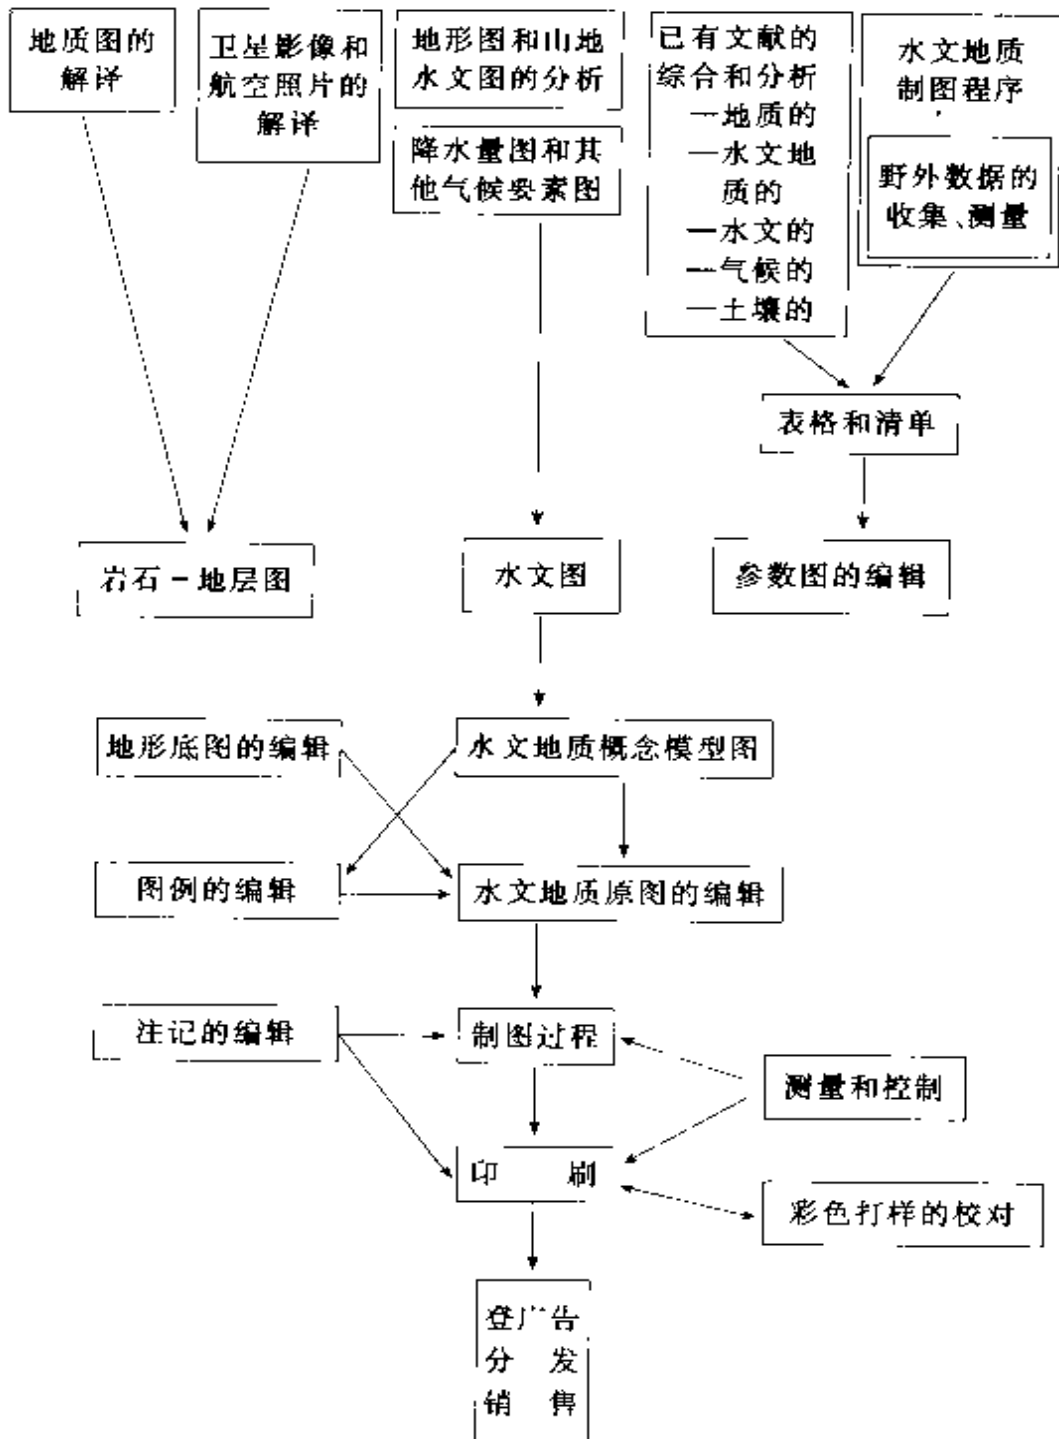 地质图的
解译
卫星影像和
航空照片的
解译
地形图和山地
水文图的分析
降水量图和其
他气候要素图
已有文献的
综合和分析
—地质的
—水文地
质的
—水文的
—气候的
—土壤的
水文地质
制图程序
野外数据的
收集、测量
表格和清单
岩石－地层图
水文图
参数图的编辑
地形底图的编辑
水文地质概念模型图
图例的编辑
水文地质原图的编辑
注记的编辑
制图过程
测量和控制
印 刷
彩色打样的校对
登广告
分 发
销 售